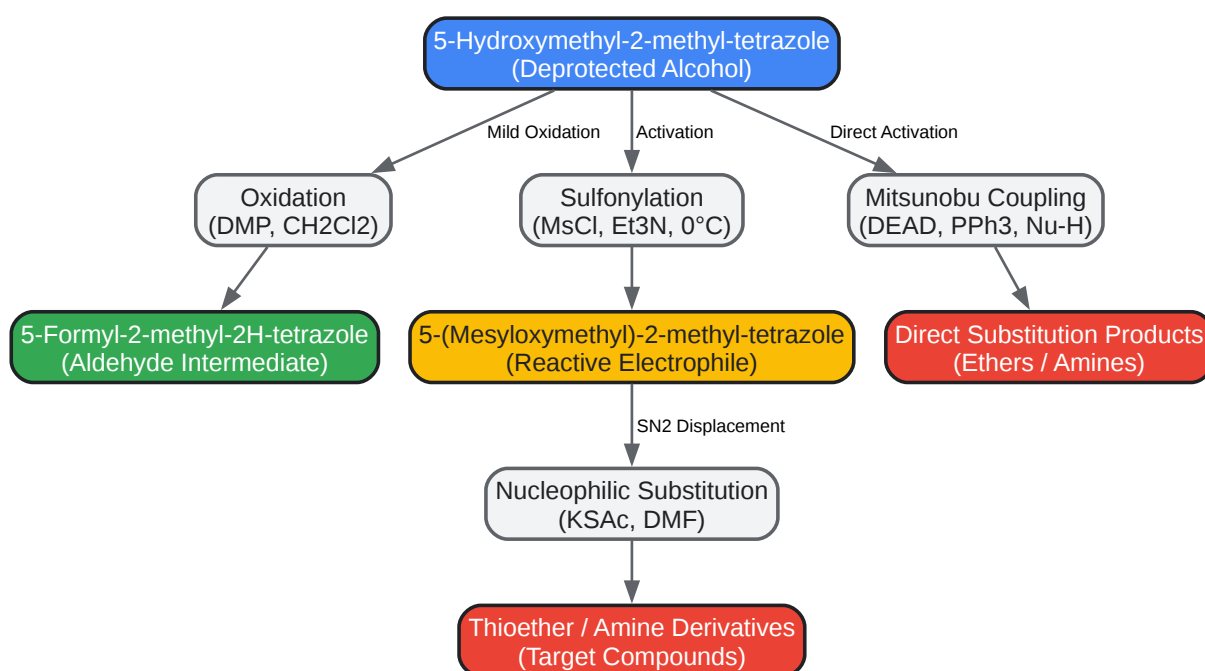 5-Hydroxymethyl-2-methyl-tetrazole
(Deprotected Alcohol)
Mild Oxidation
Activation
Direct Activation
Oxidation
(DMP, CH2Cl2)
Sulfonylation
(MsCl, Et3N, 0°C)
Mitsunobu Coupling
(DEAD, PPh3, Nu-H)
5-Formyl-2-methyl-2H-tetrazole
(Aldehyde Intermediate)
5-(Mesyloxymethyl)-2-methyl-tetrazole
(Reactive Electrophile)
Direct Substitution Products
(Ethers / Amines)
SN2 Displacement
Nucleophilic Substitution
(KSAc, DMF)
Thioether / Amine Derivatives
(Target Compounds)